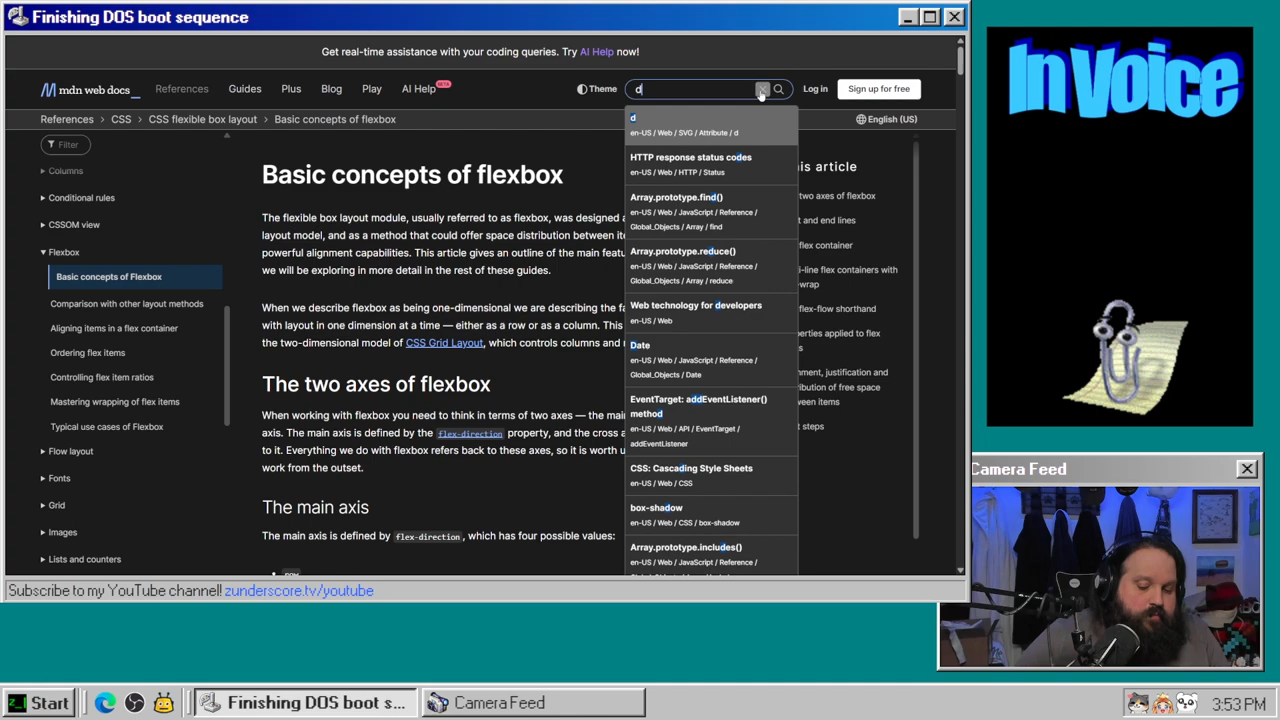 Finishing DOS boot sequence
Get real-time assistance with your coding queries. Try AI Help now!
mdn web docs_
References
Guides
Plus
Blog
AI Help
BETA
Theme
d
Log in
Sign up for free
References
CSS
CSS flexible box layout
Basic concepts of flexbox
English (US)
Filter
Columns
Conditional rules
CSSOM view
Flexbox
Basic concepts of Flexbox
Comparison with other layout methods
Aligning items in a flex container
Ordering flex items
Controlling flex item ratios
Mastering wrapping of flex items
Typical use cases of Flexbox
Flow layout
Fonts
Grid
Images
Lists and counters
Basic concepts of flexbox
The flexible box layout module, usually referred to as flexbox, was designed a
layout model, and as a method that could offer space distribution between ite
powerful alignment capabilities. This article gives an outline of the main featu
we will be exploring in more detail in the rest of these guides.
When we describe flexbox as being one-dimensional we are describing the fa
with layout in one dimension at a time — either as a row or as a column. This
the two-dimensional model of CSS Grid Layout, which controls columns and r
The two axes of flexbox
When working with flexbox you need to think in terms of two axes — the mai
axis. The main axis is defined by the flex-direction property, and the cross a
to it. Everything we do with flexbox refers back to these axes, so it is worth u
work from the outset.
The main axis
The main axis is defined by flex-direction, which has four possible values:
row
d
en-US / Web / SVG / Attribute / d
HTTP response status codes
en-US / Web / HTTP / Status
Array.prototype.find()
en-US / Web / JavaScript / Reference /
Global_Objects / Array / find
Array.prototype.reduce()
en-US / Web / JavaScript / Reference /
Global_Objects / Array / reduce
Web technology for developers
en-US / Web
Date
en-US / Web / JavaScript / Reference /
Global_Objects / Date
EventTarget: addEventListener()
method
en-US / Web / API / EventTarget /
addEventListener
CSS: Cascading Style Sheets
en-US / Web / CSS
box-shadow
en-US / Web / CSS / box-shadow
Array.prototype.includes()
en-US / Web / JavaScript / Reference /
his article
two axes of flexbox
t and end lines
flex container
i-line flex containers with
-wrap
flex-flow shorthand
erties applied to flex
s
nment, justification and
ibution of free space
ween items
t steps
In Voice
Camera Feed
Subscribe to my YouTube channel! zunderscore.tv/youtube
Start
Finishing DOS boot s...
Camera Feed
3:53 PM